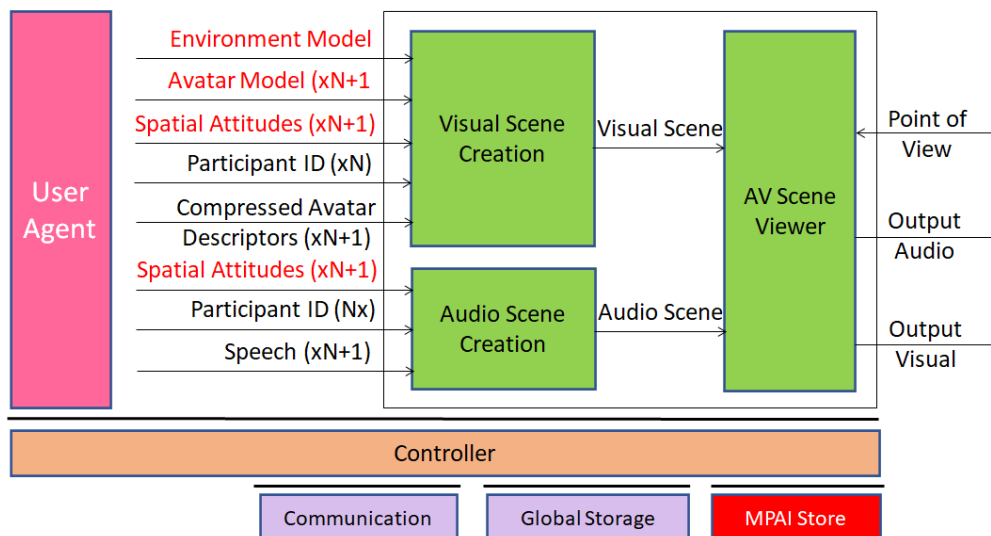 Environment Model
Avatar Model (xN+1
Spatial Attitudes (xN+1)
Participant ID (xN)
Compressed Avatar
Descriptors (xN+1)
Spatial Attitudes (xN+1)
Participant ID (Nx)
Speech (xN+1)
User
Agent
Visual Scene
Creation
Visual Scene
Audio Scene
Creation
Audio Scene
AV Scene
Viewer
Point of
View
Output
Audio
Output
Visual
Controller
Communication
Global Storage
MPAI Store